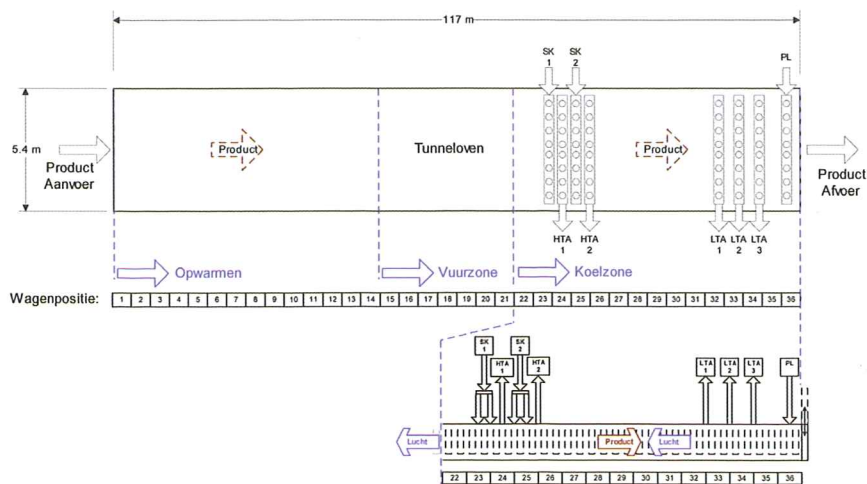 117 m
SK 1
SK 2
PL
5.4 m
Product Aanvoer
Product
Tunneloven
Product
Product Afvoer
HTA 1
HTA 2
LTA 1
LTA 2
LTA 3
Opwarmen
Vuurzone
Koelzone
Wagenpositie:
1 2 3 4 5 6 7 8 9 10 11 12 13 14 15 16 17 18 19 20 21 22 23 24 25 26 27 28 29 30 31 32 33 34 35 36
SK 1
HTA 1
SK 2
HTA 2
LTA 1
LTA 2
LTA 3
PL
Lucht
Product
Lucht
22 23 24 25 26 27 28 29 30 31 32 33 34 35 36